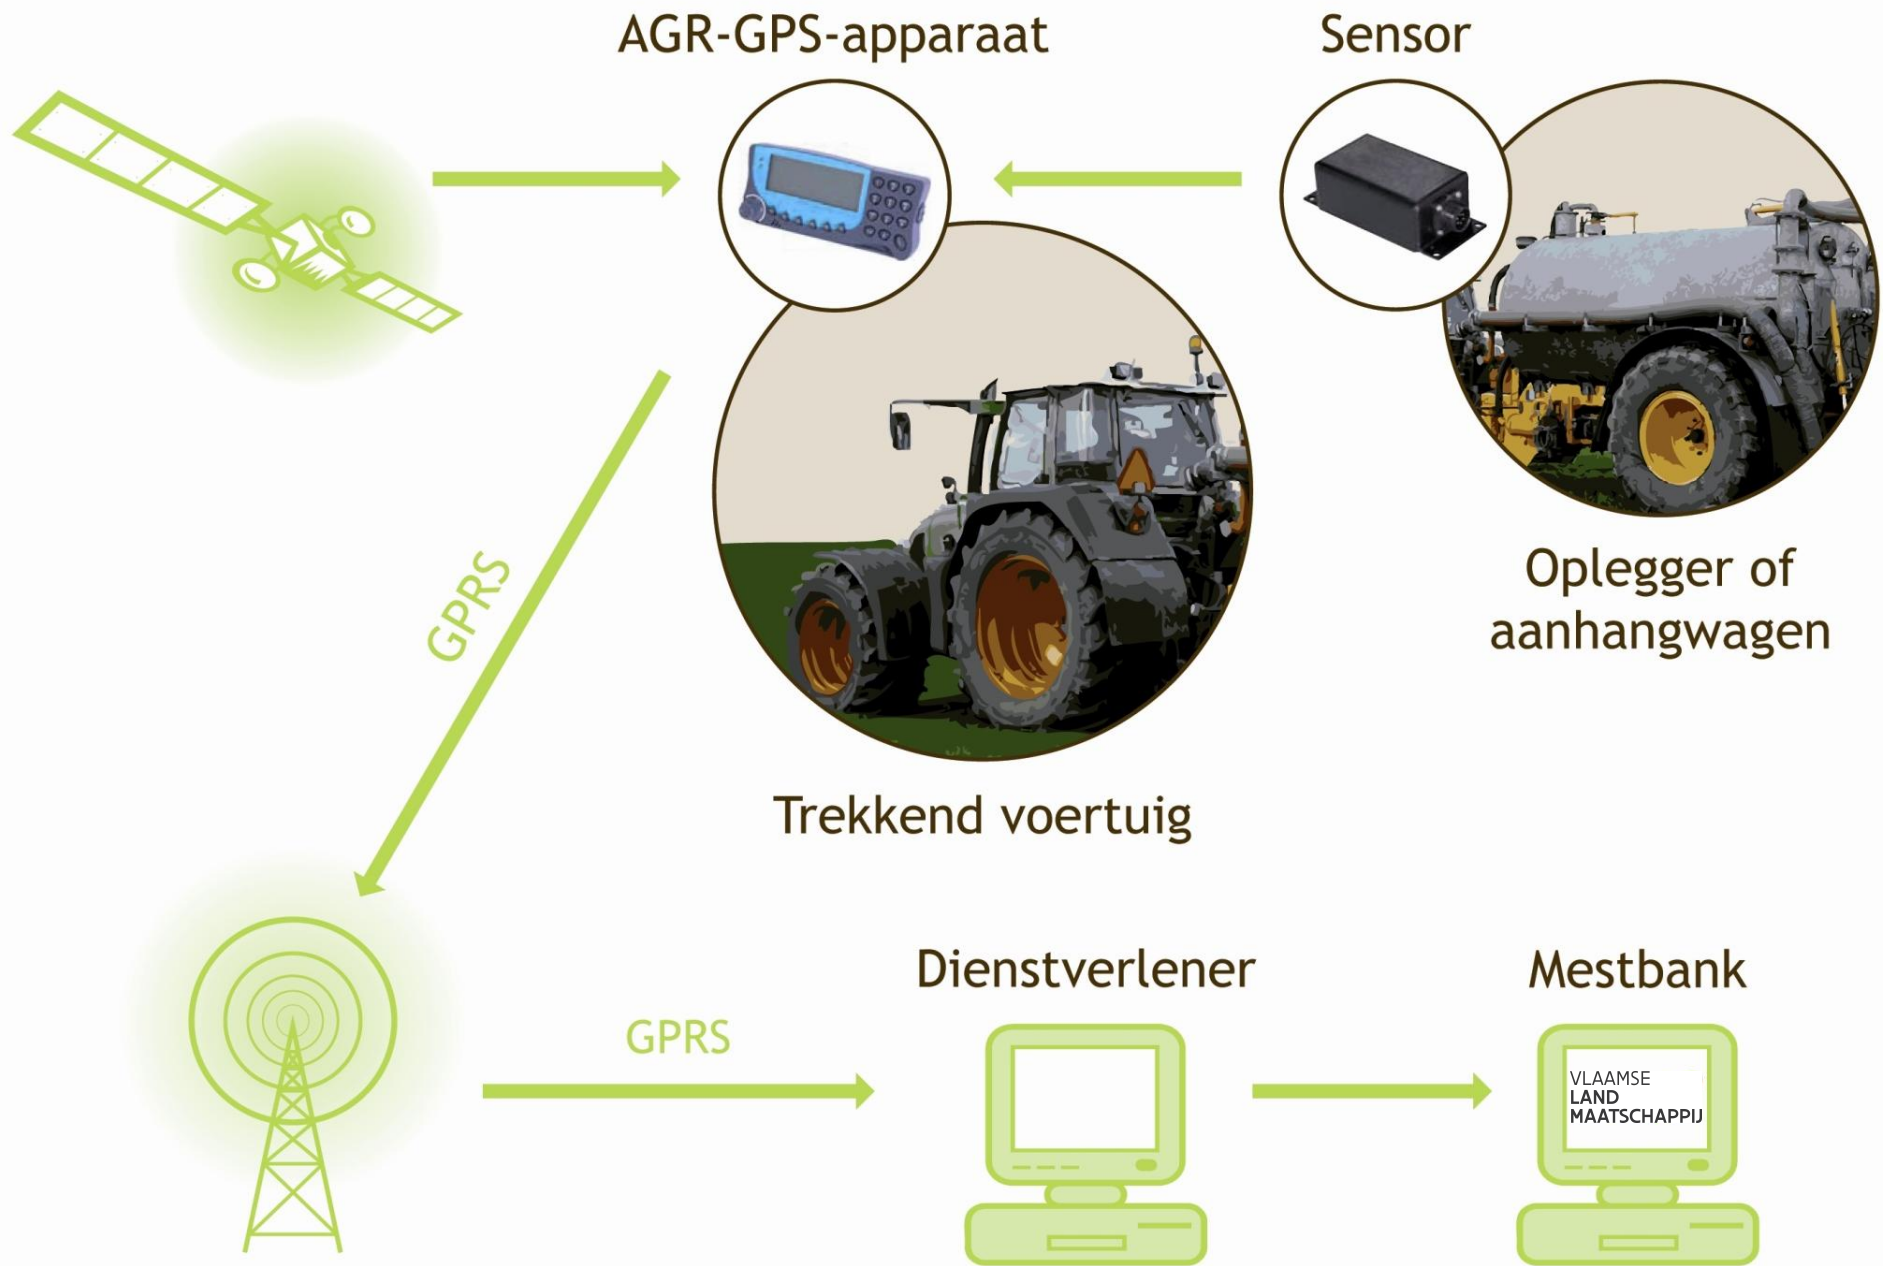 AGR-GPS-apparaat
Sensor
GPRS
Oplegger of
aanhangwagen
Trekkend voertuig
GPRS
Dienstverlener
Mestbank
VLAAMSE
LAND
MAATSCHAPPIJ